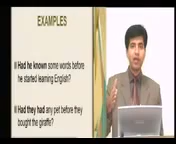 EXAMPLES
Had he known some words before
he started learning English?
Had they had any pet before they
bought the giraffe?